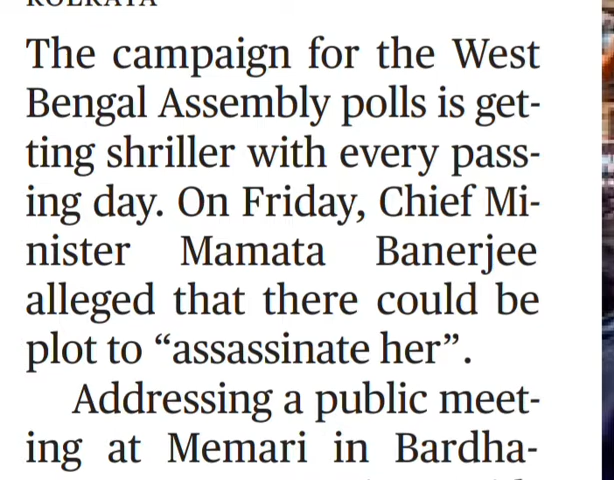 KOLKATA
The campaign for the West
Bengal Assembly polls is get-
ting shriller with every pass-
ing day. On Friday, Chief Mi-
nister Mamata Banerjee
alleged that there could be
plot to “assassinate her”.
Addressing a public meet-
ing at Memari in Bardha-